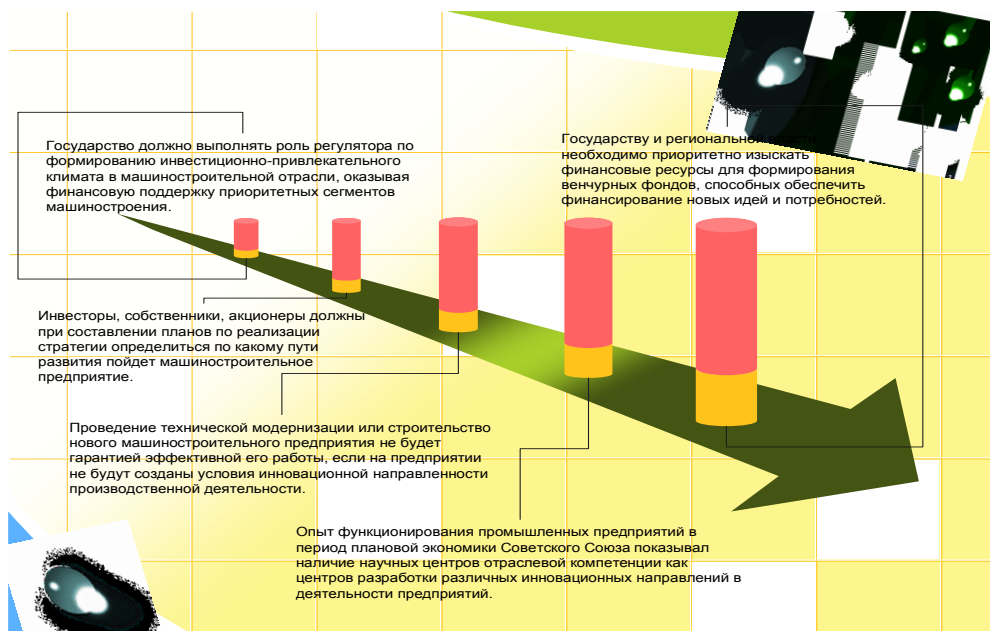 Государство должно выполнять роль регулятора по
формированию инвестиционно-привлекательного
климата в машиностроительной отрасли, оказывая
финансовую поддержку приоритетных сегментов
машиностроения.
Государству и региональной власти
необходимо приоритетно изыскать
финансовые ресурсы для формирования
венчурных фондов, способных обеспечить
финансирование новых идей и потребностей.
Инвесторы, собственники, акционеры должны
при составлении планов по реализации
стратегии определиться по какому пути
развития пойдет машиностроительное
предприятие.
Проведение технической модернизации или строительство
нового машиностроительного предприятия не будет
гарантией эффективной его работы, если на предприятии
не будут созданы условия инновационной направленности
производственной деятельности.
Опыт функционирования промышленных предприятий в
период плановой экономики Советского Союза показывал
наличие научных центров отраслевой компетенции как
центров разработки различных инновационных направлений в
деятельности предприятий.